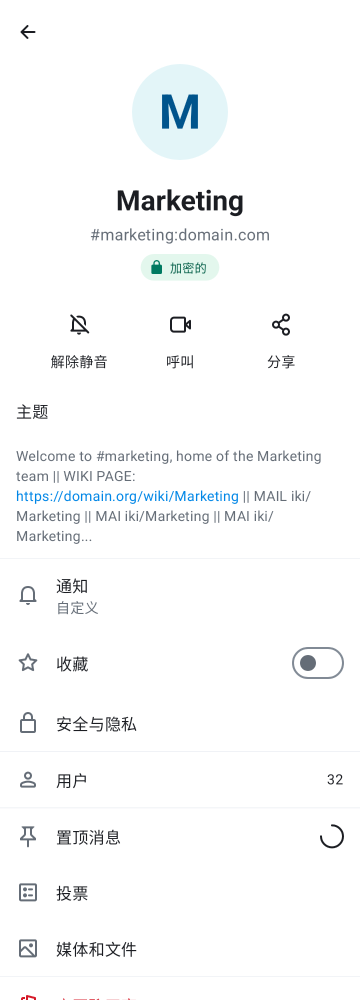 M
Marketing
#marketing:domain.com
加密的
解除静音
呼叫
分享
主题
Welcome to #marketing, home of the Marketing
team || WIKI PAGE:
https://domain.org/wiki/Marketing || MAIL iki/
Marketing || MAI iki/Marketing || MAI iki/
Marketing...
通知
自定义
收藏
安全与隐私
用户
32
置顶消息
投票
媒体和文件